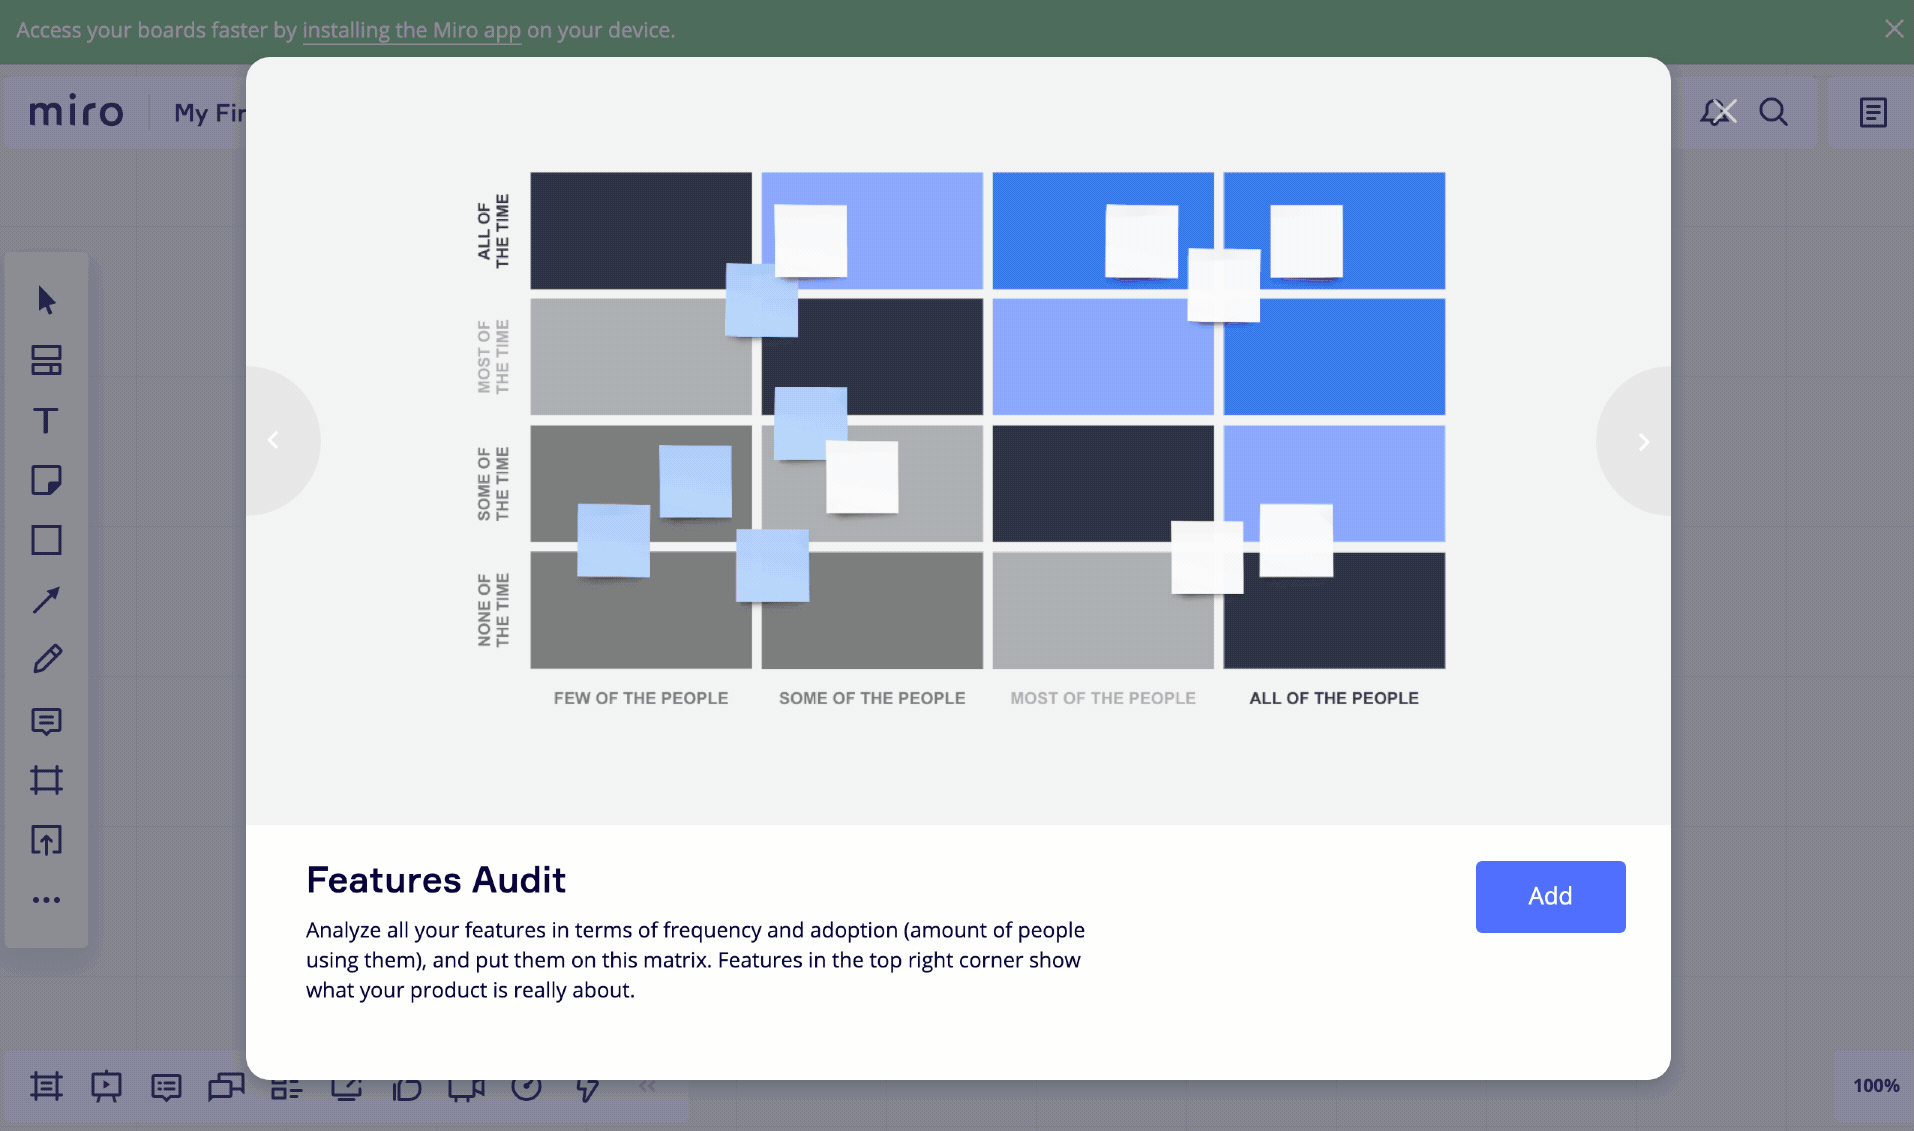 Access your boards faster by installing the Miro app on your device.
miro
My Fir
ALL OF
THE TIME
MOST OF
THE TIME
SOME OF
THE TIME
NONE OF
THE TIME
FEW OF THE PEOPLE SOME OF THE PEOPLE MOST OF THE PEOPLE ALL OF THE PEOPLE
Features Audit
Add
Analyze all your features in terms of frequency and adoption (amount of people
using them), and put them on this matrix. Features in the top right corner show
what your product is really about.
100%